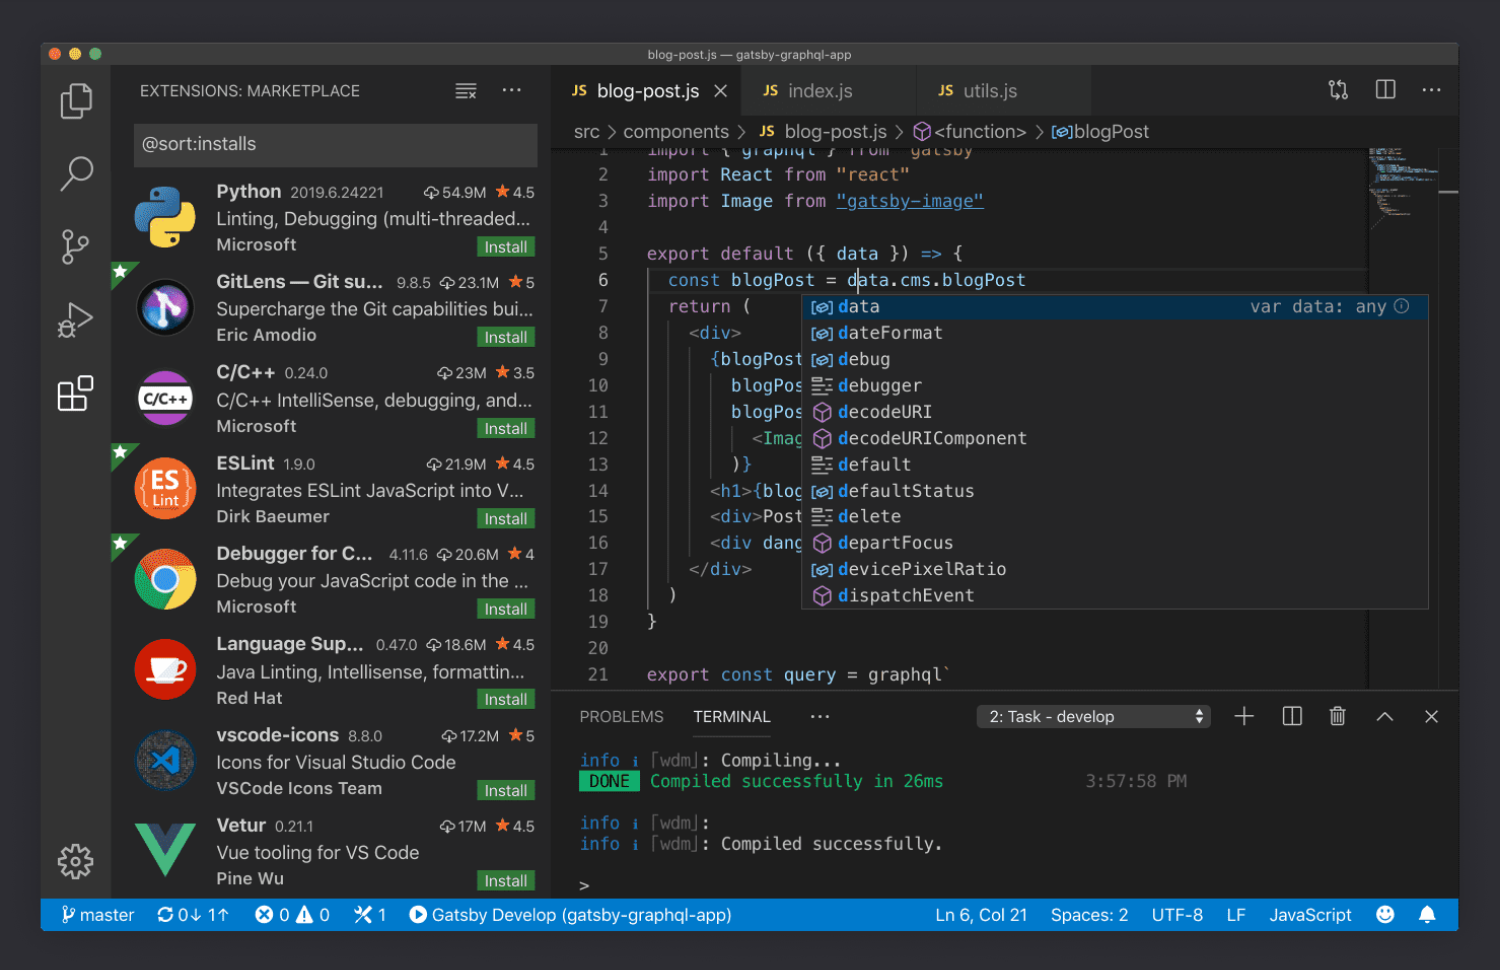 blog-post.js — gatsby-graphql-app
EXTENSIONS: MARKETPLACE
@sort:installs
Python 2019.6.24221 54.9M 4.5
Linting, Debugging (multi-threaded...
Microsoft Install
GitLens — Git su... 9.8.5 23.1M 5
Supercharge the Git capabilities bui...
Eric Amodio Install
C/C++
C/C++ 0.24.0 23M 3.5
C/C++ IntelliSense, debugging, and...
Microsoft Install
ES
Lint
ESLint 1.9.0 21.9M 4.5
Integrates ESLint JavaScript into V...
Dirk Baeumer Install
Debugger for C... 4.11.6 20.6M 4
Debug your JavaScript code in the ...
Microsoft Install
Language Sup... 0.47.0 18.6M 4.5
Java Linting, Intellisense, formattin...
Red Hat Install
vscode-icons 8.8.0 17.2M 5
Icons for Visual Studio Code
VSCode Icons Team Install
Vetur 0.21.1 17M 4.5
Vue tooling for VS Code
Pine Wu Install
JS blog-post.js JS index.js JS utils.js
src > components > JS blog-post.js > <function> > blogPost
1 import { graphql } from "gatsby"
2 import React from "react"
3 import Image from "gatsby-image"
4
5 export default ({ data }) => {
6 const blogPost = data.cms.blogPost
7 return (
8 <div>
9 {blogPost
10 blogPos
11 blogPos
12 <Imag
13 )}
14 <h1>{blog
15 <div>Post
16 <div dang
17 </div>
18 )
19 }
20
21 export const query = graphql`
data var data: any
dateFormat
debug
debugger
decodeURI
decodeURIComponent
default
defaultStatus
delete
departFocus
devicePixelRatio
dispatchEvent
PROBLEMS TERMINAL ... 2: Task - develop
info i ｢wdm｣: Compiling...
DONE Compiled successfully in 26ms 3:57:58 PM
info i ｢wdm｣:
info i ｢wdm｣: Compiled successfully.
>
master 0↓ 1↑ 0 0 1 Gatsby Develop (gatsby-graphql-app) Ln 6, Col 21 Spaces: 2 UTF-8 LF JavaScript